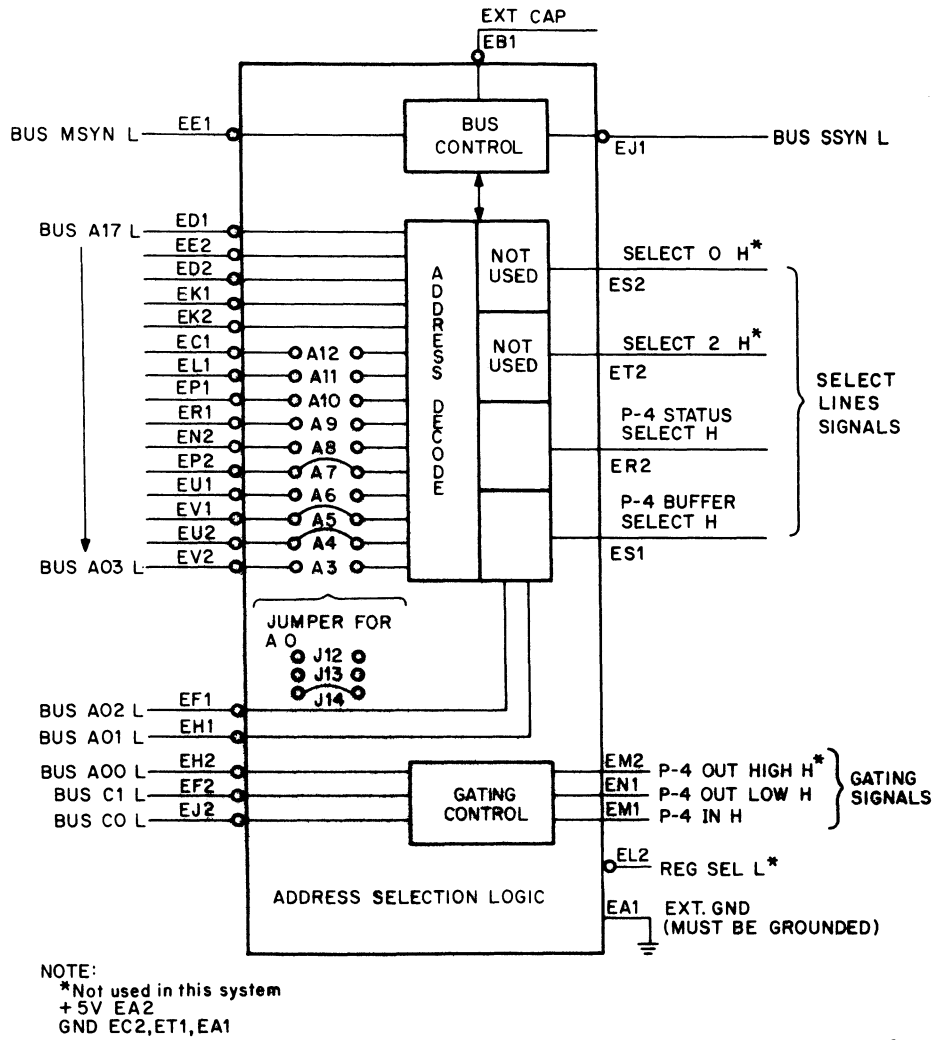 EXT CAP
EB1
BUS MSYN L
EE1
BUS
CONTROL
EJ1
BUS SSYN L
BUS A17 L
ED1
EE2
ED2
EK1
EK2
EC1
EL1
EP1
ER1
EN2
EP2
EU1
EV1
EU2
EV2
BUS A03 L
A12
A11
A10
A9
A8
A7
A6
A5
A4
A3
ADDRESS DECODE
NOT
USED
NOT
USED
SELECT 0 H*
ES2
SELECT 2 H*
ET2
P-4 STATUS
SELECT H
ER2
P-4 BUFFER
SELECT H
ES1
SELECT
LINES
SIGNALS
JUMPER FOR
A0
J12
J13
J14
BUS A02 L
EF1
BUS A01 L
EH1
BUS A00 L
EH2
BUS C1 L
EF2
BUS C0 L
EJ2
GATING
CONTROL
EM2
P-4 OUT HIGH H*
EN1
P-4 OUT LOW H
EM1
P-4 IN H
GATING
SIGNALS
EL2
REG SEL L*
ADDRESS SELECTION LOGIC
EA1
EXT. GND
(MUST BE GROUNDED)
NOTE:
*Not used in this system
+5V EA2
GND EC2,ET1,EA1